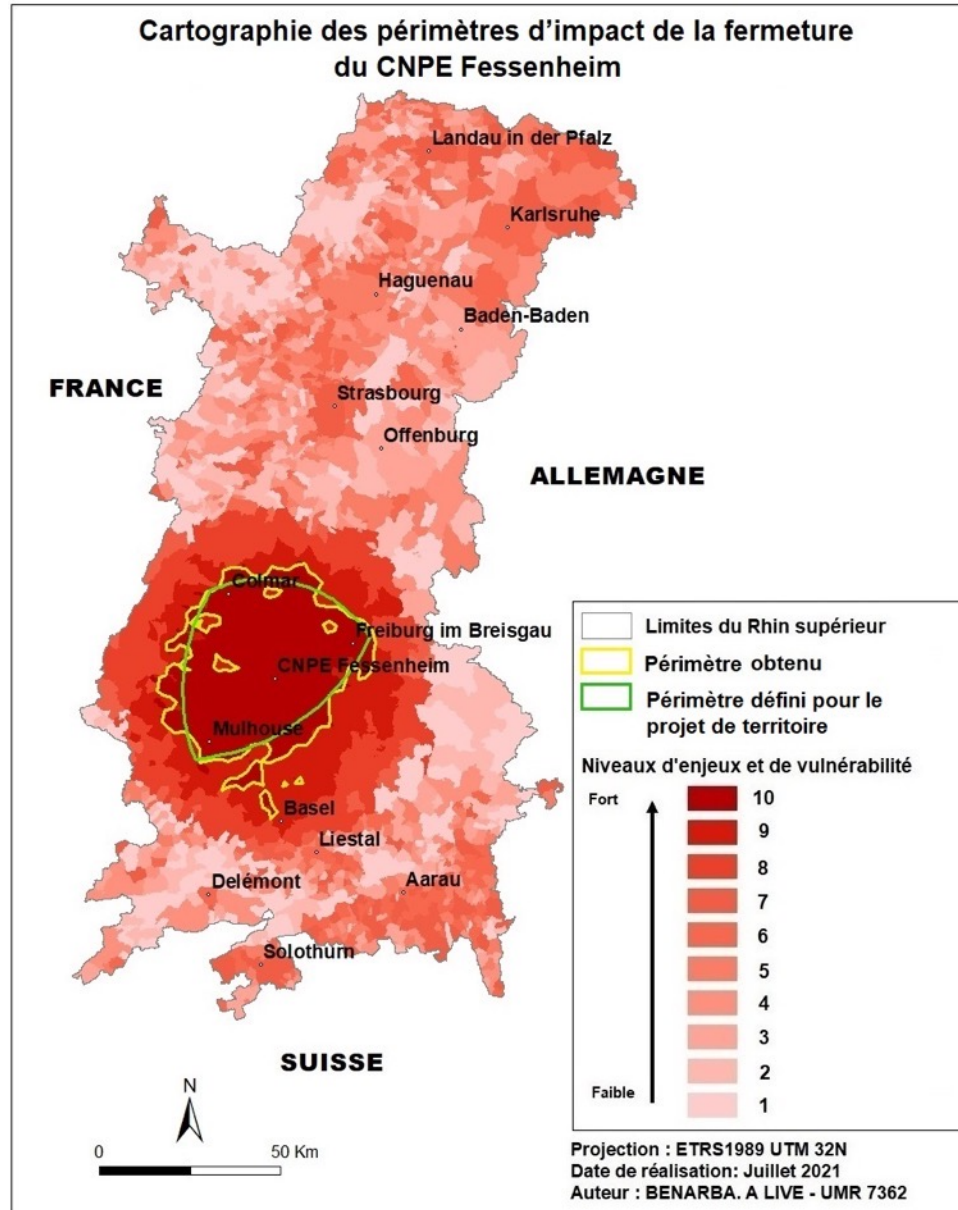 Cartographie des périmètres d’impact de la fermeture
du CNPE Fessenheim
Landau in der Pfalz
Karlsruhe
Haguenau
Baden-Baden
FRANCE
Strasbourg
Offenburg
ALLEMAGNE
Colmar
Freiburg im Breisgau
CNPE Fessenheim
Mulhouse
Basel
Liestal
Delémont
Aarau
Solothurn
SUISSE
N
0 50 Km
Limites du Rhin supérieur
Périmètre obtenu
Périmètre défini pour le
projet de territoire
Niveaux d'enjeux et de vulnérabilité
Fort
10
9
8
7
6
5
4
3
2
Faible
1
Projection : ETRS1989 UTM 32N
Date de réalisation: Juillet 2021
Auteur : BENARBA. A LIVE - UMR 7362